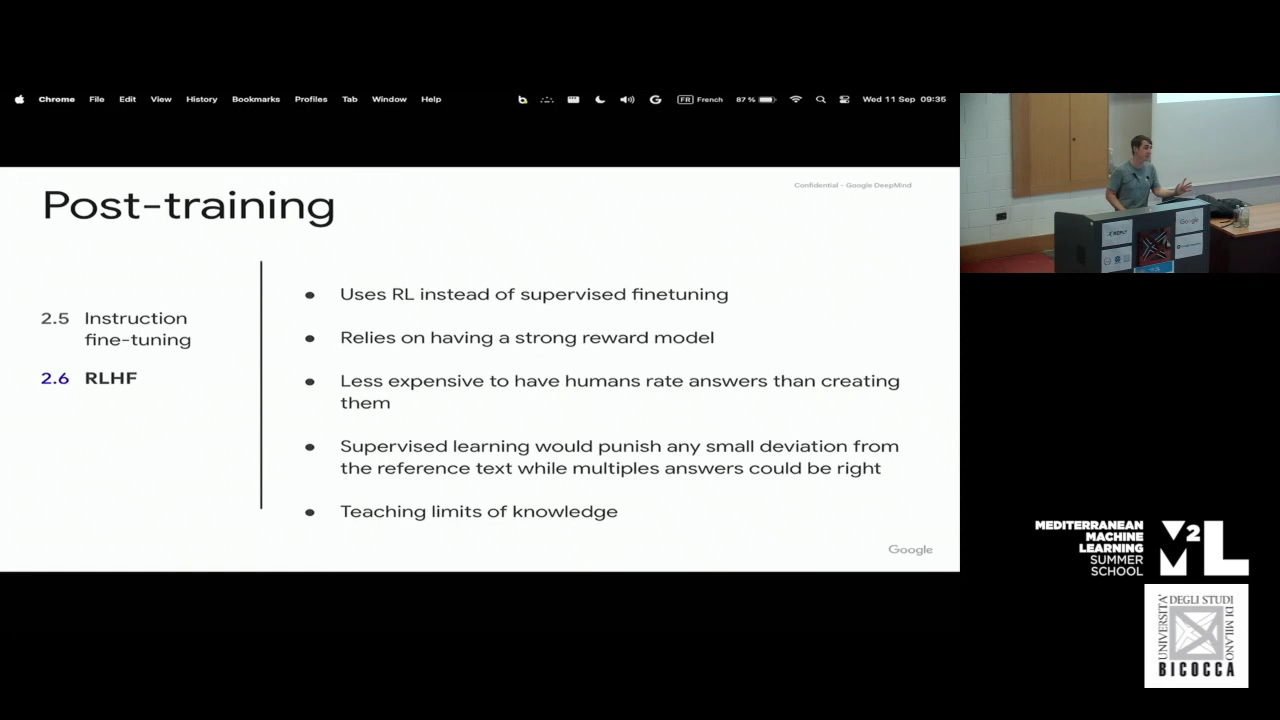 Chrome File Edit View History Bookmarks Profiles Tab Window Help
FR French 87 % Wed 11 Sep 09:35
Confidential - Google DeepMind
Post-training
2.5 Instruction
fine-tuning
2.6 RLHF
● Uses RL instead of supervised finetuning
● Relies on having a strong reward model
● Less expensive to have humans rate answers than creating
them
● Supervised learning would punish any small deviation from
the reference text while multiples answers could be right
● Teaching limits of knowledge
Google
REPLY
Google
MEDITERRANEAN
MACHINE
LEARNING
SUMMER
SCHOOL
M2L
UNIVERSITÀ
DEGLI STUDI
DI MILANO
BICOCCA